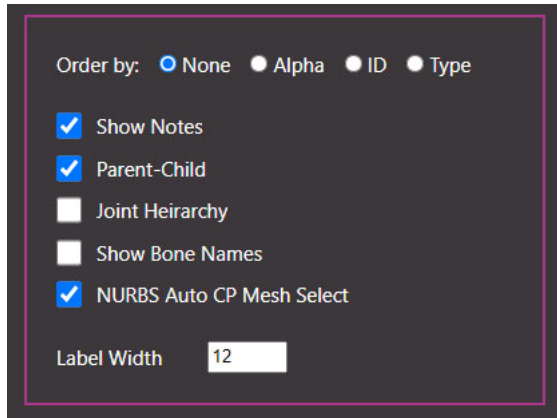 Order by: None Alpha ID Type
Show Notes
Parent-Child
Joint Heirarchy
Show Bone Names
NURBS Auto CP Mesh Select
Label Width 12